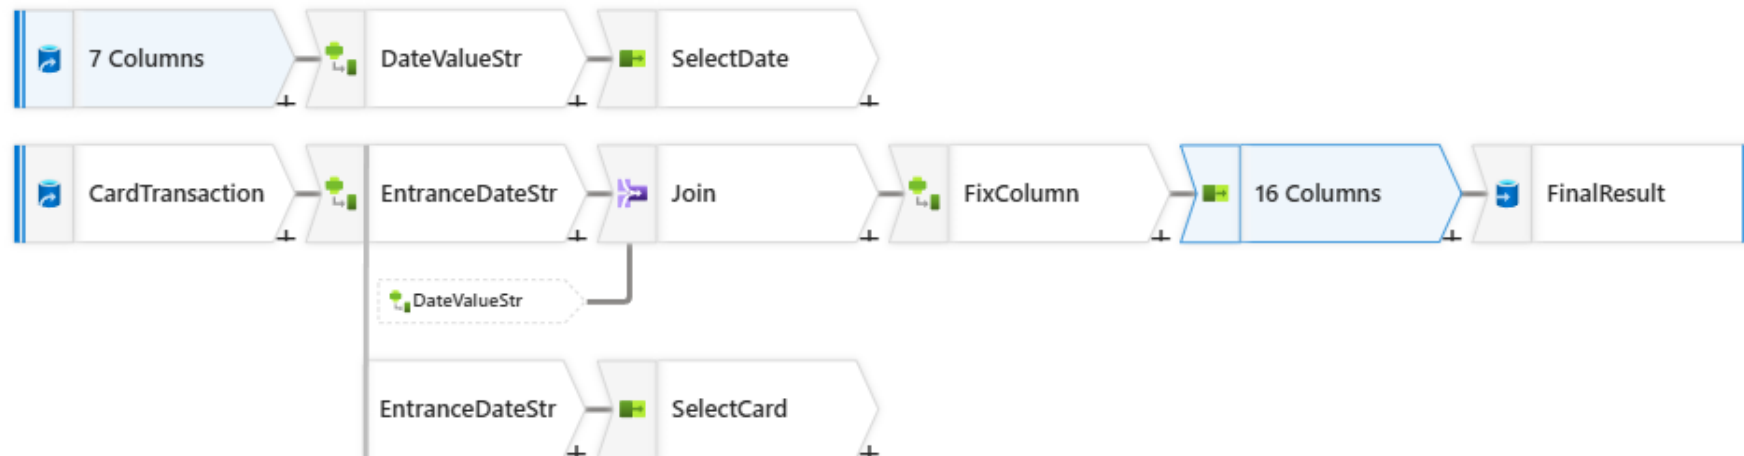 7 Columns
DateValueStr
SelectDate
CardTransaction
EntranceDateStr
Join
FixColumn
16 Columns
FinalResult
DateValueStr
EntranceDateStr
SelectCard